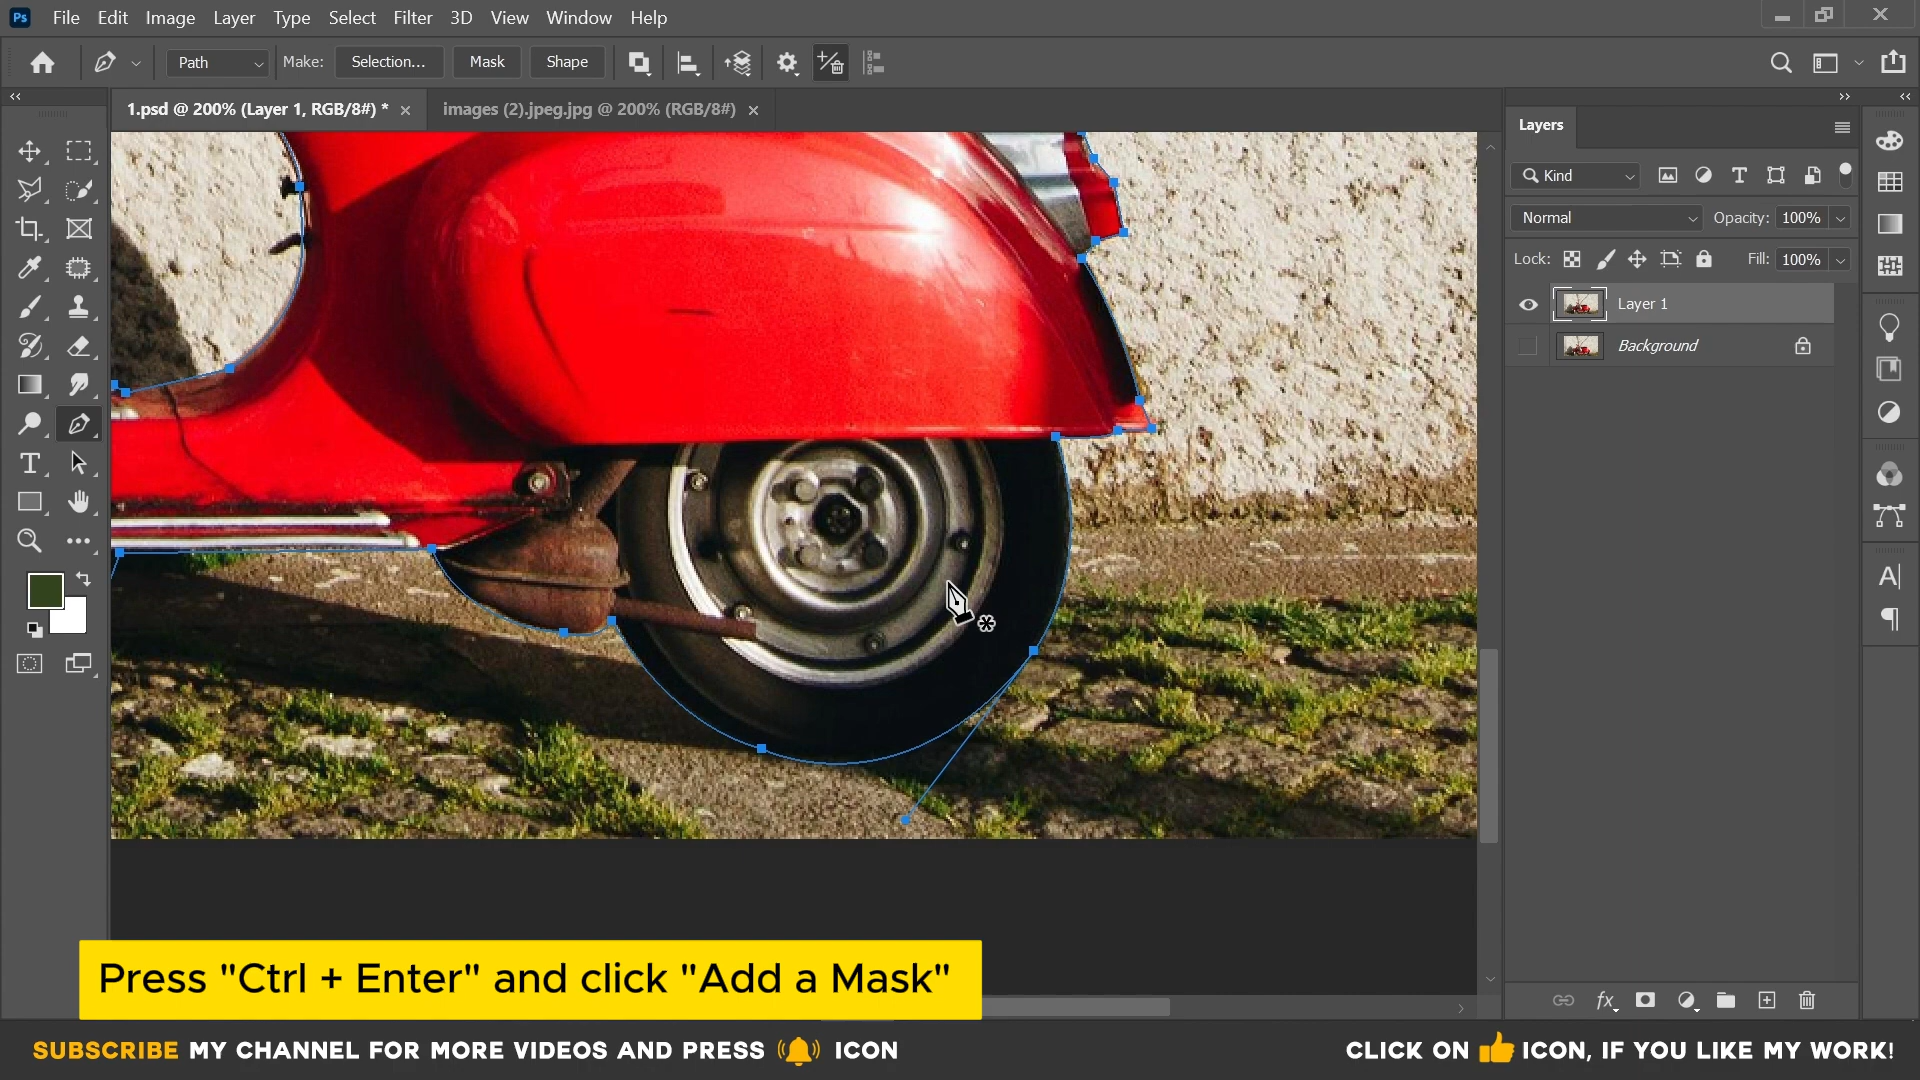 Ps File Edit Image Layer Type Select Filter 3D View Window Help
Path Make: Selection... Mask Shape
1.psd @ 200% (Layer 1, RGB/8#) * images (2).jpeg.jpg @ 200% (RGB/8#)
Layers
Kind
Normal Opacity: 100%
Lock: Fill: 100%
Layer 1
Background
Press "Ctrl + Enter" and click "Add a Mask"
SUBSCRIBE MY CHANNEL FOR MORE VIDEOS AND PRESS ICON
CLICK ON ICON, IF YOU LIKE MY WORK!